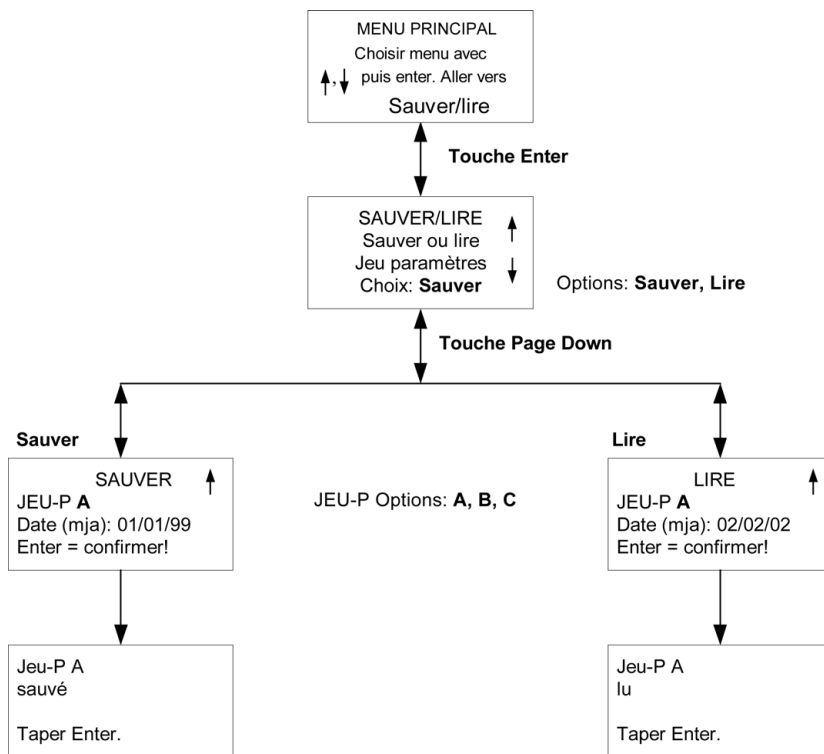 MENU PRINCIPAL
Choisir menu avec
↑,↓ puis enter. Aller vers
Sauver/lire
Touche Enter
SAUVER/LIRE
Sauver ou lire
Jeu paramètres
Choix: Sauver
Options: Sauver, Lire
Touche Page Down
Sauver
SAUVER
JEU-P A
Date (mja): 01/01/99
Enter = confirmer!
JEU-P Options: A, B, C
Lire
LIRE
JEU-P A
Date (mja): 02/02/02
Enter = confirmer!
Jeu-P A
sauvé
Taper Enter.
Jeu-P A
lu
Taper Enter.